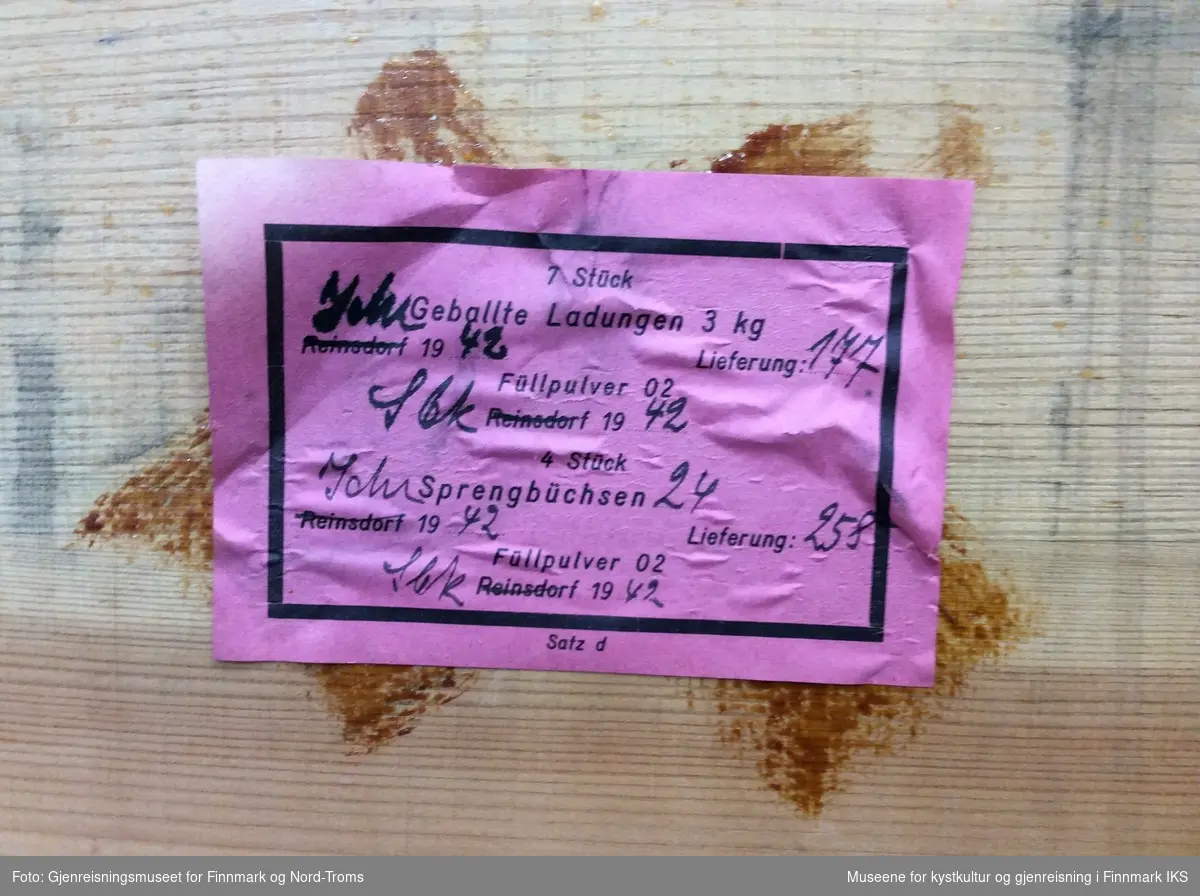 7 Stück
Geballte Ladungen 3 kg
Reinsdorf 19 42 Lieferung: 177
Füllpulver 02
Sbk Reinsdorf 19 42
4 Stück
Sprengbüchsen 24
Reinsdorf 19 42 Lieferung: 258
Füllpulver 02
Sbk Reinsdorf 19 42
Satz d
Foto: Gjenreisningsmuseet for Finnmark og Nord-Troms Museene for kystkultur og gjenreisning i Finnmark IKS